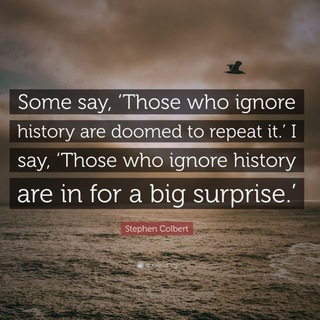 Some say, ‘Those who ignore
history are doomed to repeat it.’ I
say, ‘Those who ignore history
are in for a big surprise.’
Stephen Colbert